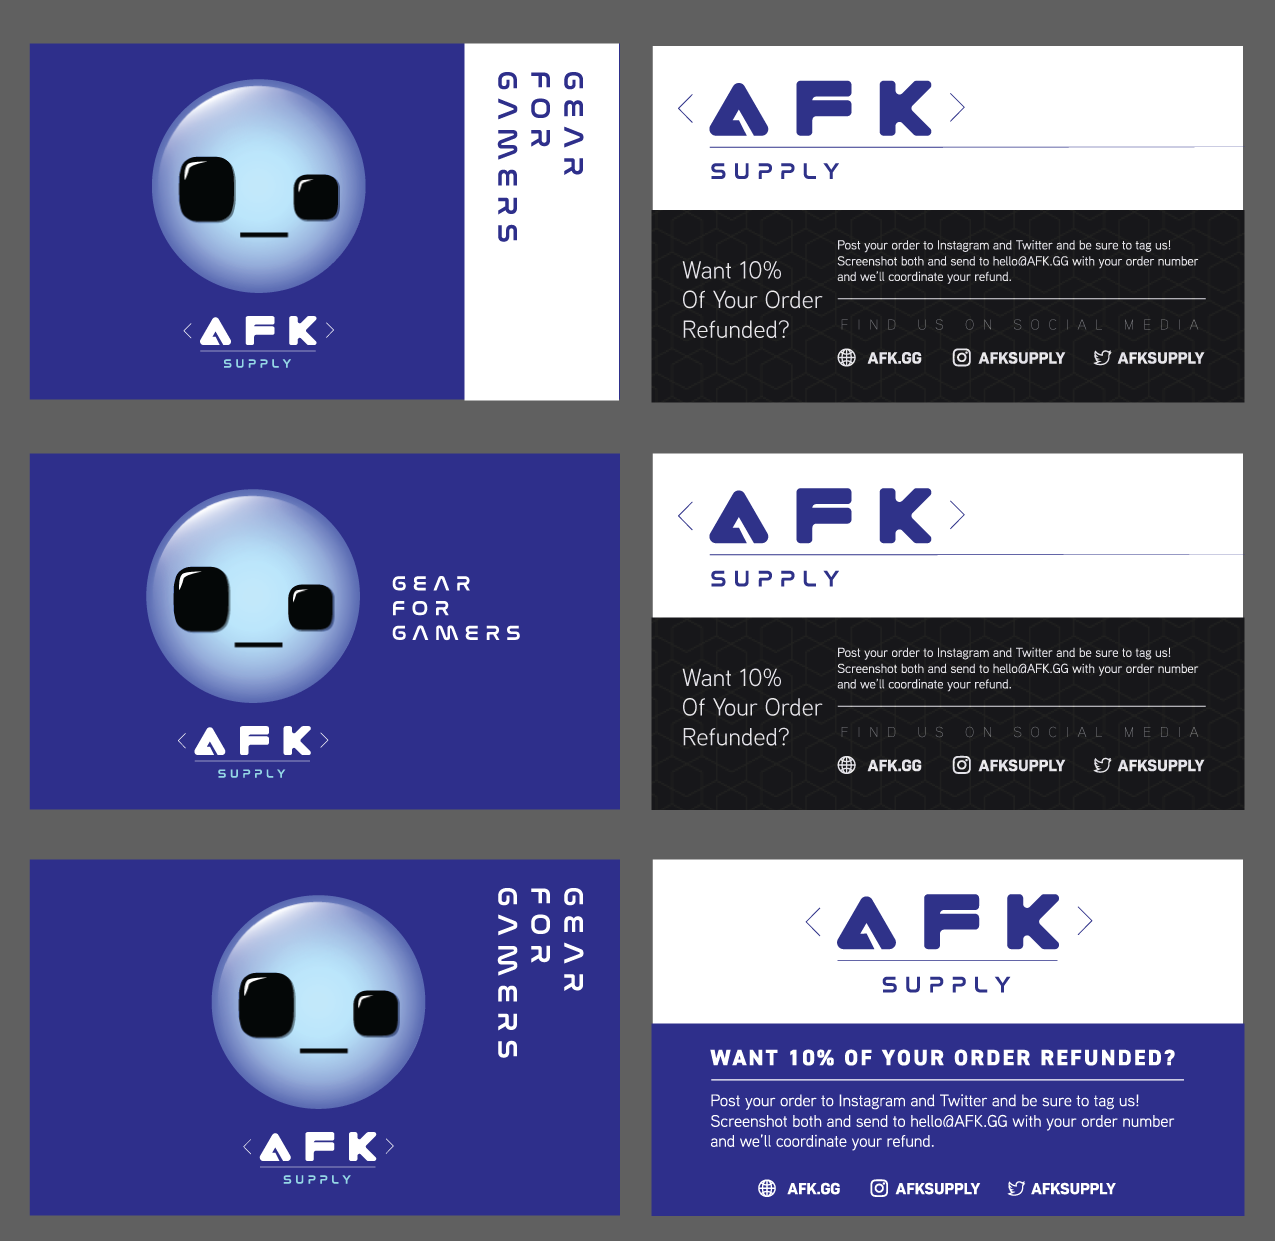 GEAR
FOR
GAMERS
AFK
SUPPLY
AFK
SUPPLY
Want 10%
Of Your Order
Refunded?
Post your order to Instagram and Twitter and be sure to tag us!
Screenshot both and send to hello@AFK.GG with your order number
and we'll coordinate your refund.
FIND US ON SOCIAL MEDIA
AFK.GG AFKSUPPLY AFKSUPPLY
GEAR
FOR
GAMERS
AFK
SUPPLY
AFK
SUPPLY
Want 10%
Of Your Order
Refunded?
Post your order to Instagram and Twitter and be sure to tag us!
Screenshot both and send to hello@AFK.GG with your order number
and we'll coordinate your refund.
FIND US ON SOCIAL MEDIA
AFK.GG AFKSUPPLY AFKSUPPLY
GEAR
FOR
GAMERS
AFK
SUPPLY
AFK
SUPPLY
WANT 10% OF YOUR ORDER REFUNDED?
Post your order to Instagram and Twitter and be sure to tag us!
Screenshot both and send to hello@AFK.GG with your order number
and we'll coordinate your refund.
AFK.GG AFKSUPPLY AFKSUPPLY